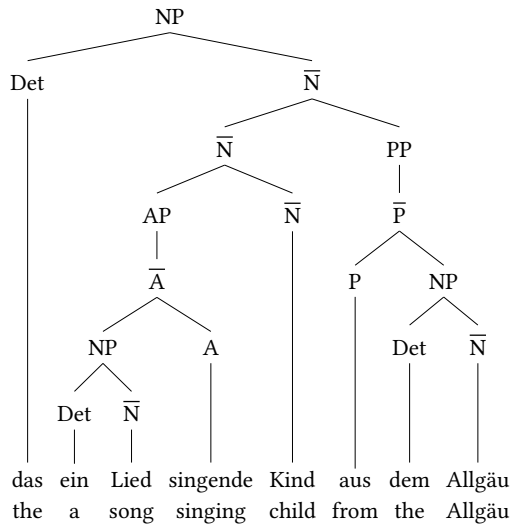 NP
Det N̅
N̅ PP
AP N̅ P̅
A̅ P NP
NP A Det N̅
Det N̅
das ein Lied singende Kind aus dem Allgäu
the a song singing child from the Allgäu